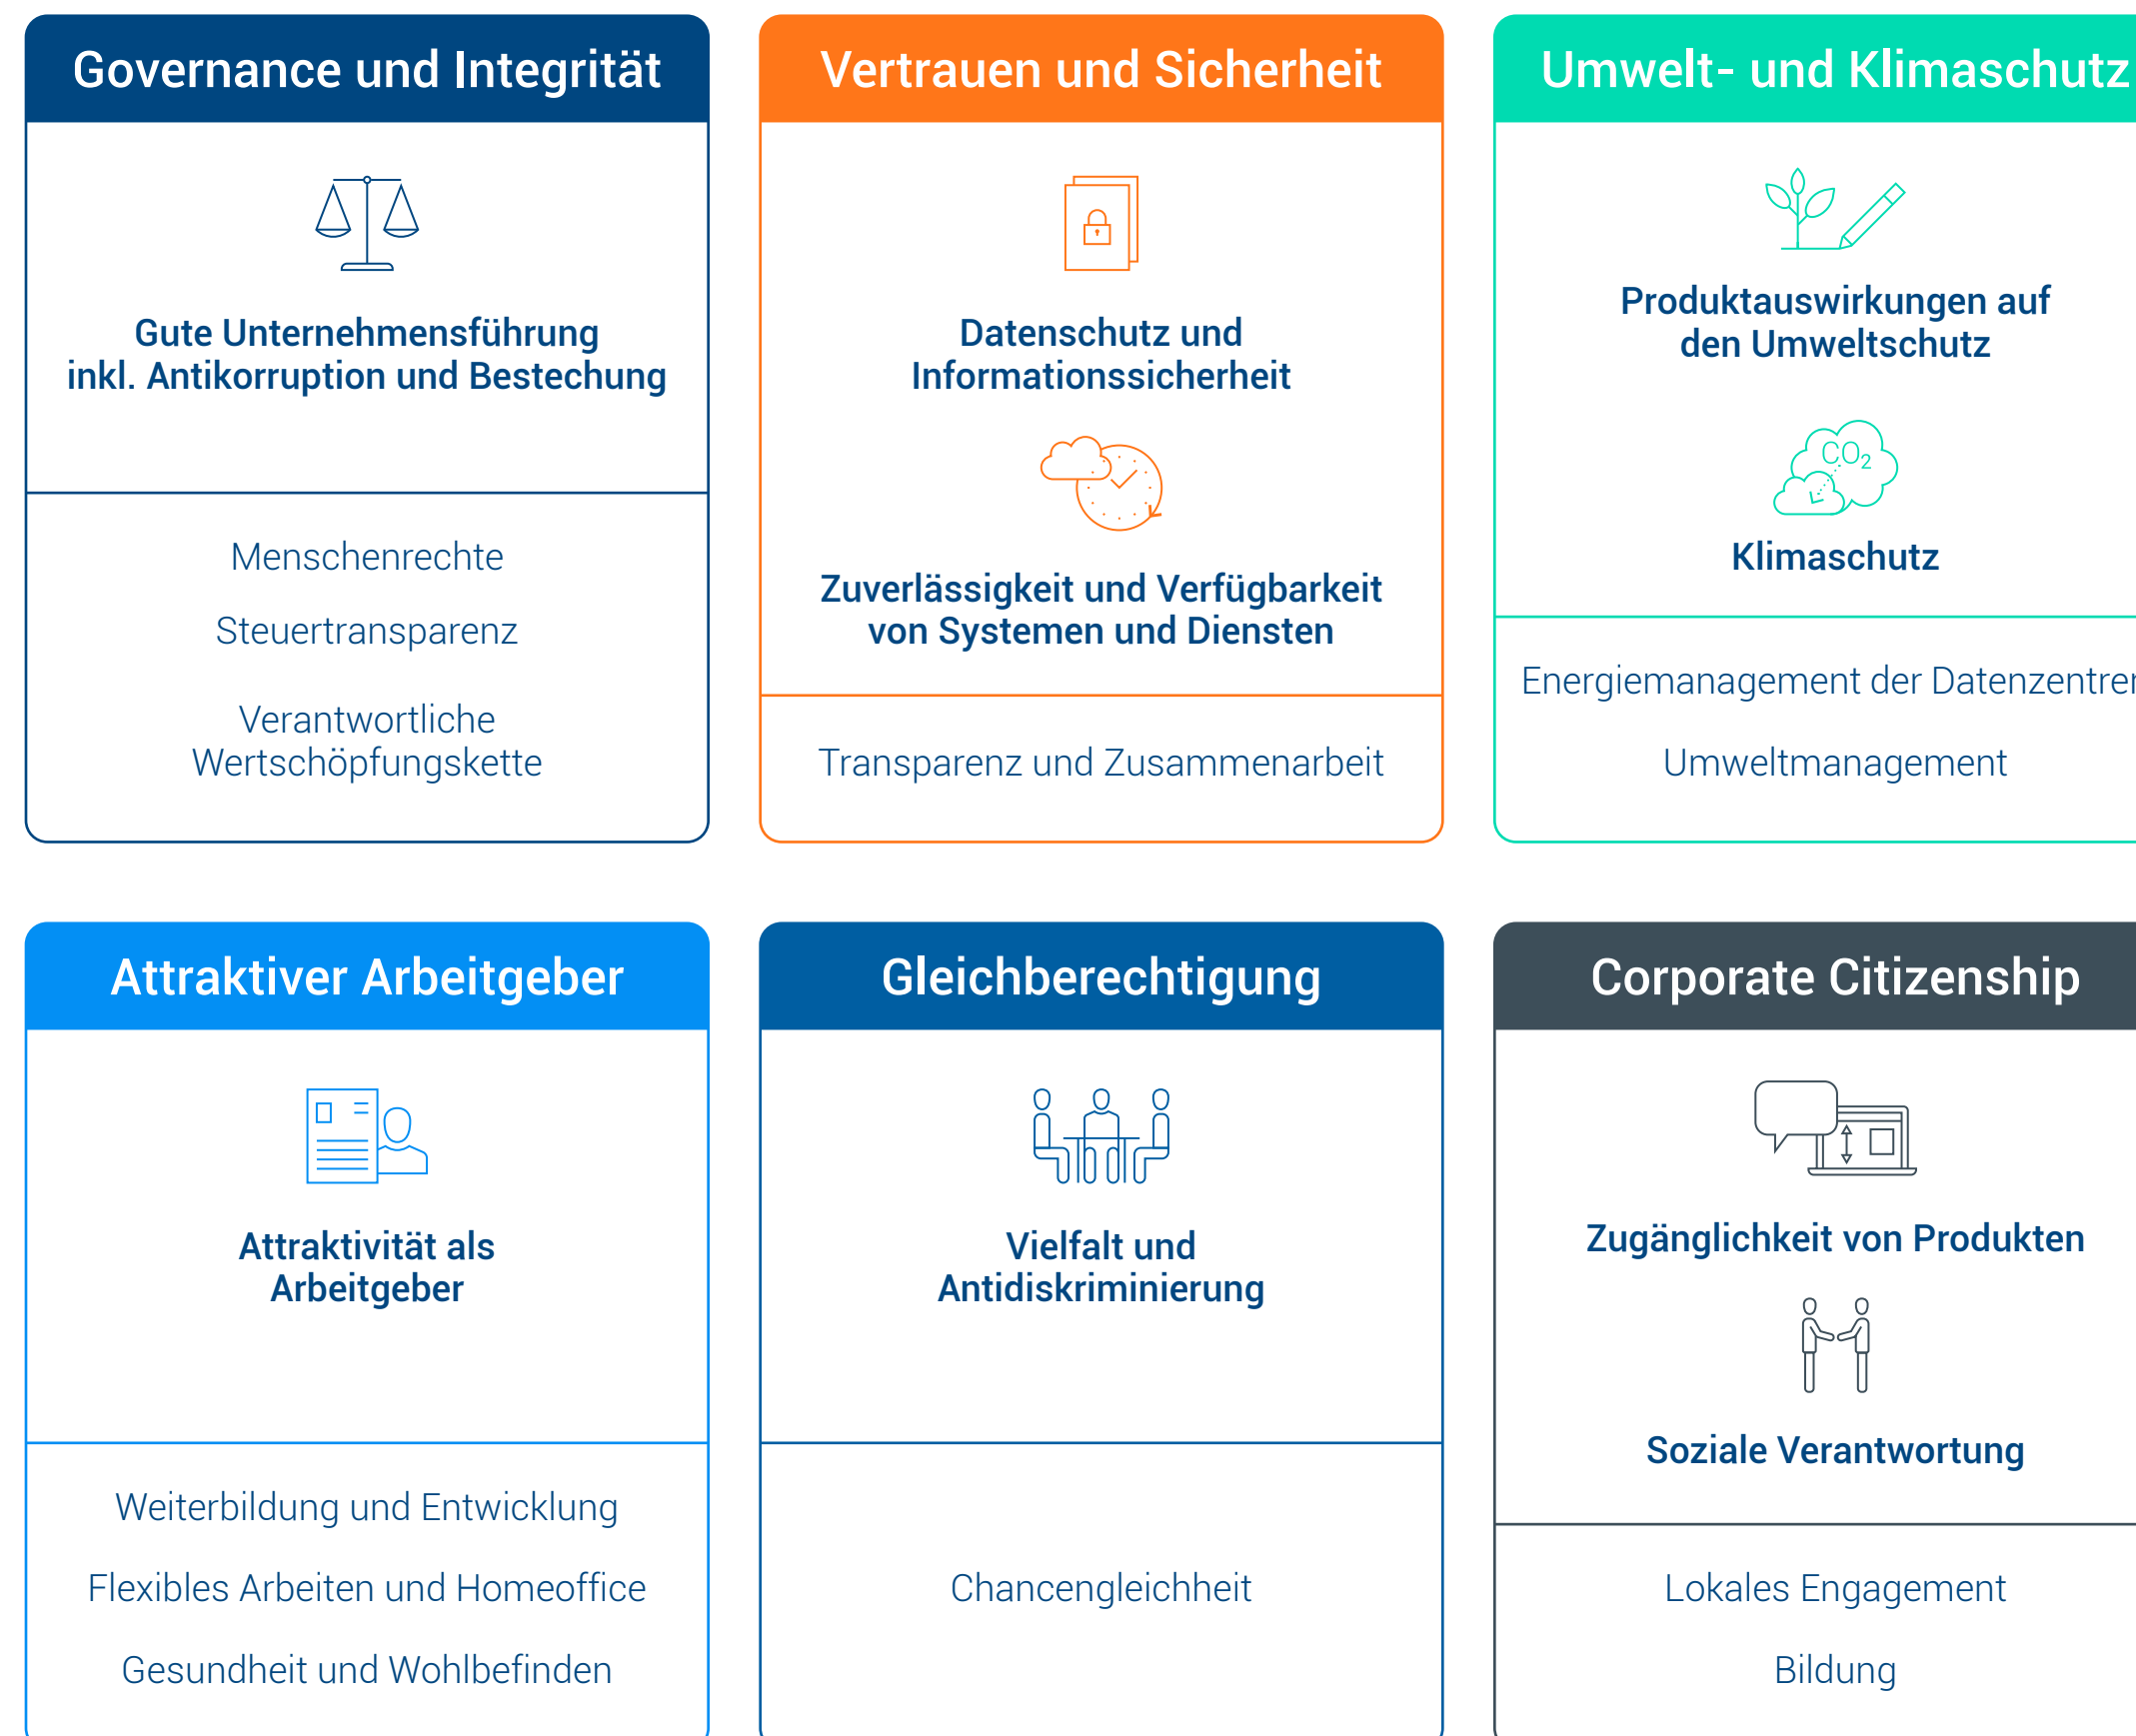 Governance und Integrität
Gute Unternehmensführung
inkl. Antikorruption und Bestechung
Menschenrechte
Steuertransparenz
Verantwortliche
Wertschöpfungskette
Vertrauen und Sicherheit
Datenschutz und
Informationssicherheit
Zuverlässigkeit und Verfügbarkeit
von Systemen und Diensten
Transparenz und Zusammenarbeit
Umwelt- und Klimaschutz
Produktauswirkungen auf
den Umweltschutz
CO₂
Klimaschutz
Energiemanagement der Datenzentren
Umweltmanagement
Attraktiver Arbeitgeber
Attraktivität als
Arbeitgeber
Weiterbildung und Entwicklung
Flexibles Arbeiten und Homeoffice
Gesundheit und Wohlbefinden
Gleichberechtigung
Vielfalt und
Antidiskriminierung
Chancengleichheit
Corporate Citizenship
Zugänglichkeit von Produkten
Soziale Verantwortung
Lokales Engagement
Bildung